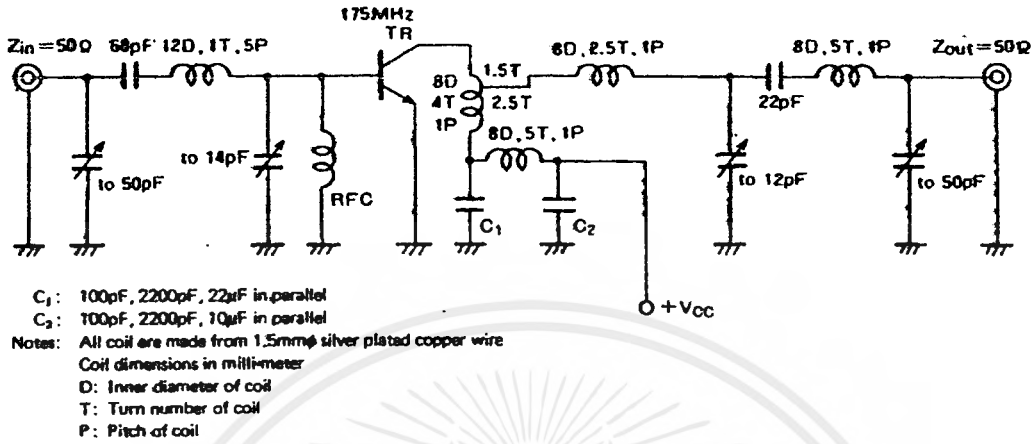 175MHz
TR
Zin=50Ω 68pF 12D, 1T, 5P
8D, 2.5T, 1P
8D, 5T, 1P
Zout=50Ω
8D
4T
1P
1.5T
2.5T
22pF
8D, 5T, 1P
to 50pF
to 14pF
RFC
C₁
C₂
to 12pF
to 50pF
+VCC
C₁: 100pF, 2200pF, 22μF in parallel
C₂: 100pF, 2200pF, 10μF in parallel
Notes: All coil are made from 1.5mmφ silver plated copper wire
Coil dimensions in milli-meter
D: Inner diameter of coil
T: Turn number of coil
P: Pitch of coil